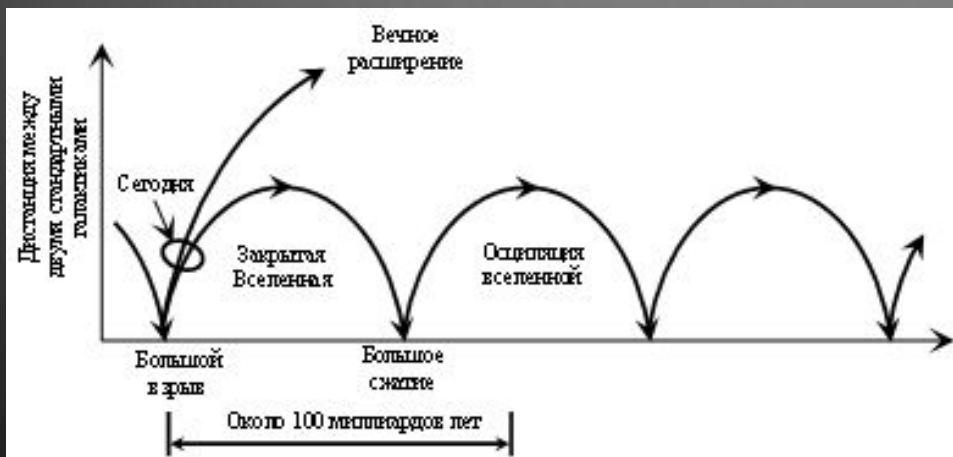 Вечное
расширение
Дистанция между
двумя стандартными
галактиками
Сегодня
Закрытая
Вселенная
Осциляция
вселенной
Большой
взрыв
Большое
сжатие
Около 100 миллиардов лет